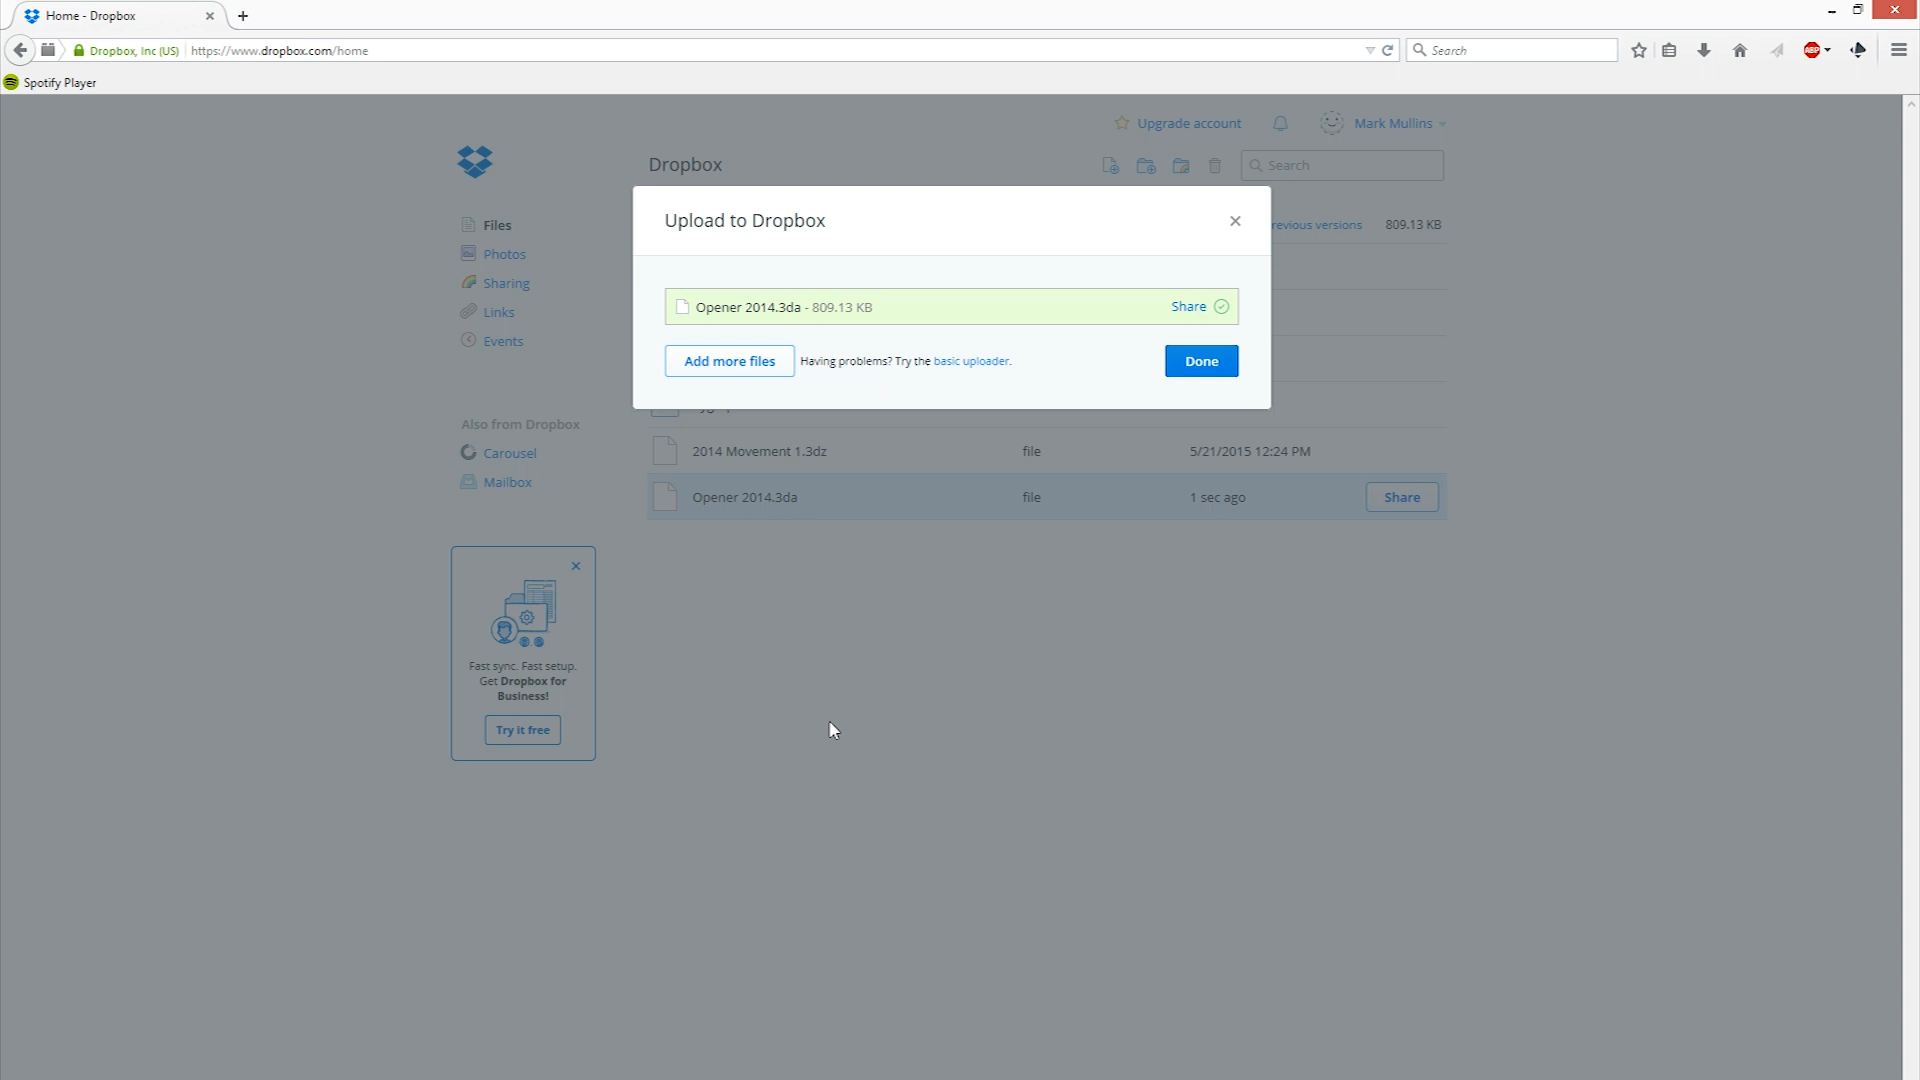 Home - Dropbox
Dropbox, Inc (US)
https://www.dropbox.com/home
Search
ABP
Spotify Player
Upgrade account
Mark Mullins
Dropbox
Search
Upload to Dropbox
Files
revious versions
809.13 KB
Photos
Sharing
Opener 2014.3da - 809.13 KB
Share
Links
Events
Add more files
Having problems? Try the basic uploader.
Done
Also from Dropbox
Carousel
2014 Movement 1.3dz
file
5/21/2015 12:24 PM
Mailbox
Opener 2014.3da
file
1 sec ago
Share
Fast sync. Fast setup.
Get Dropbox for
Business!
Try it free